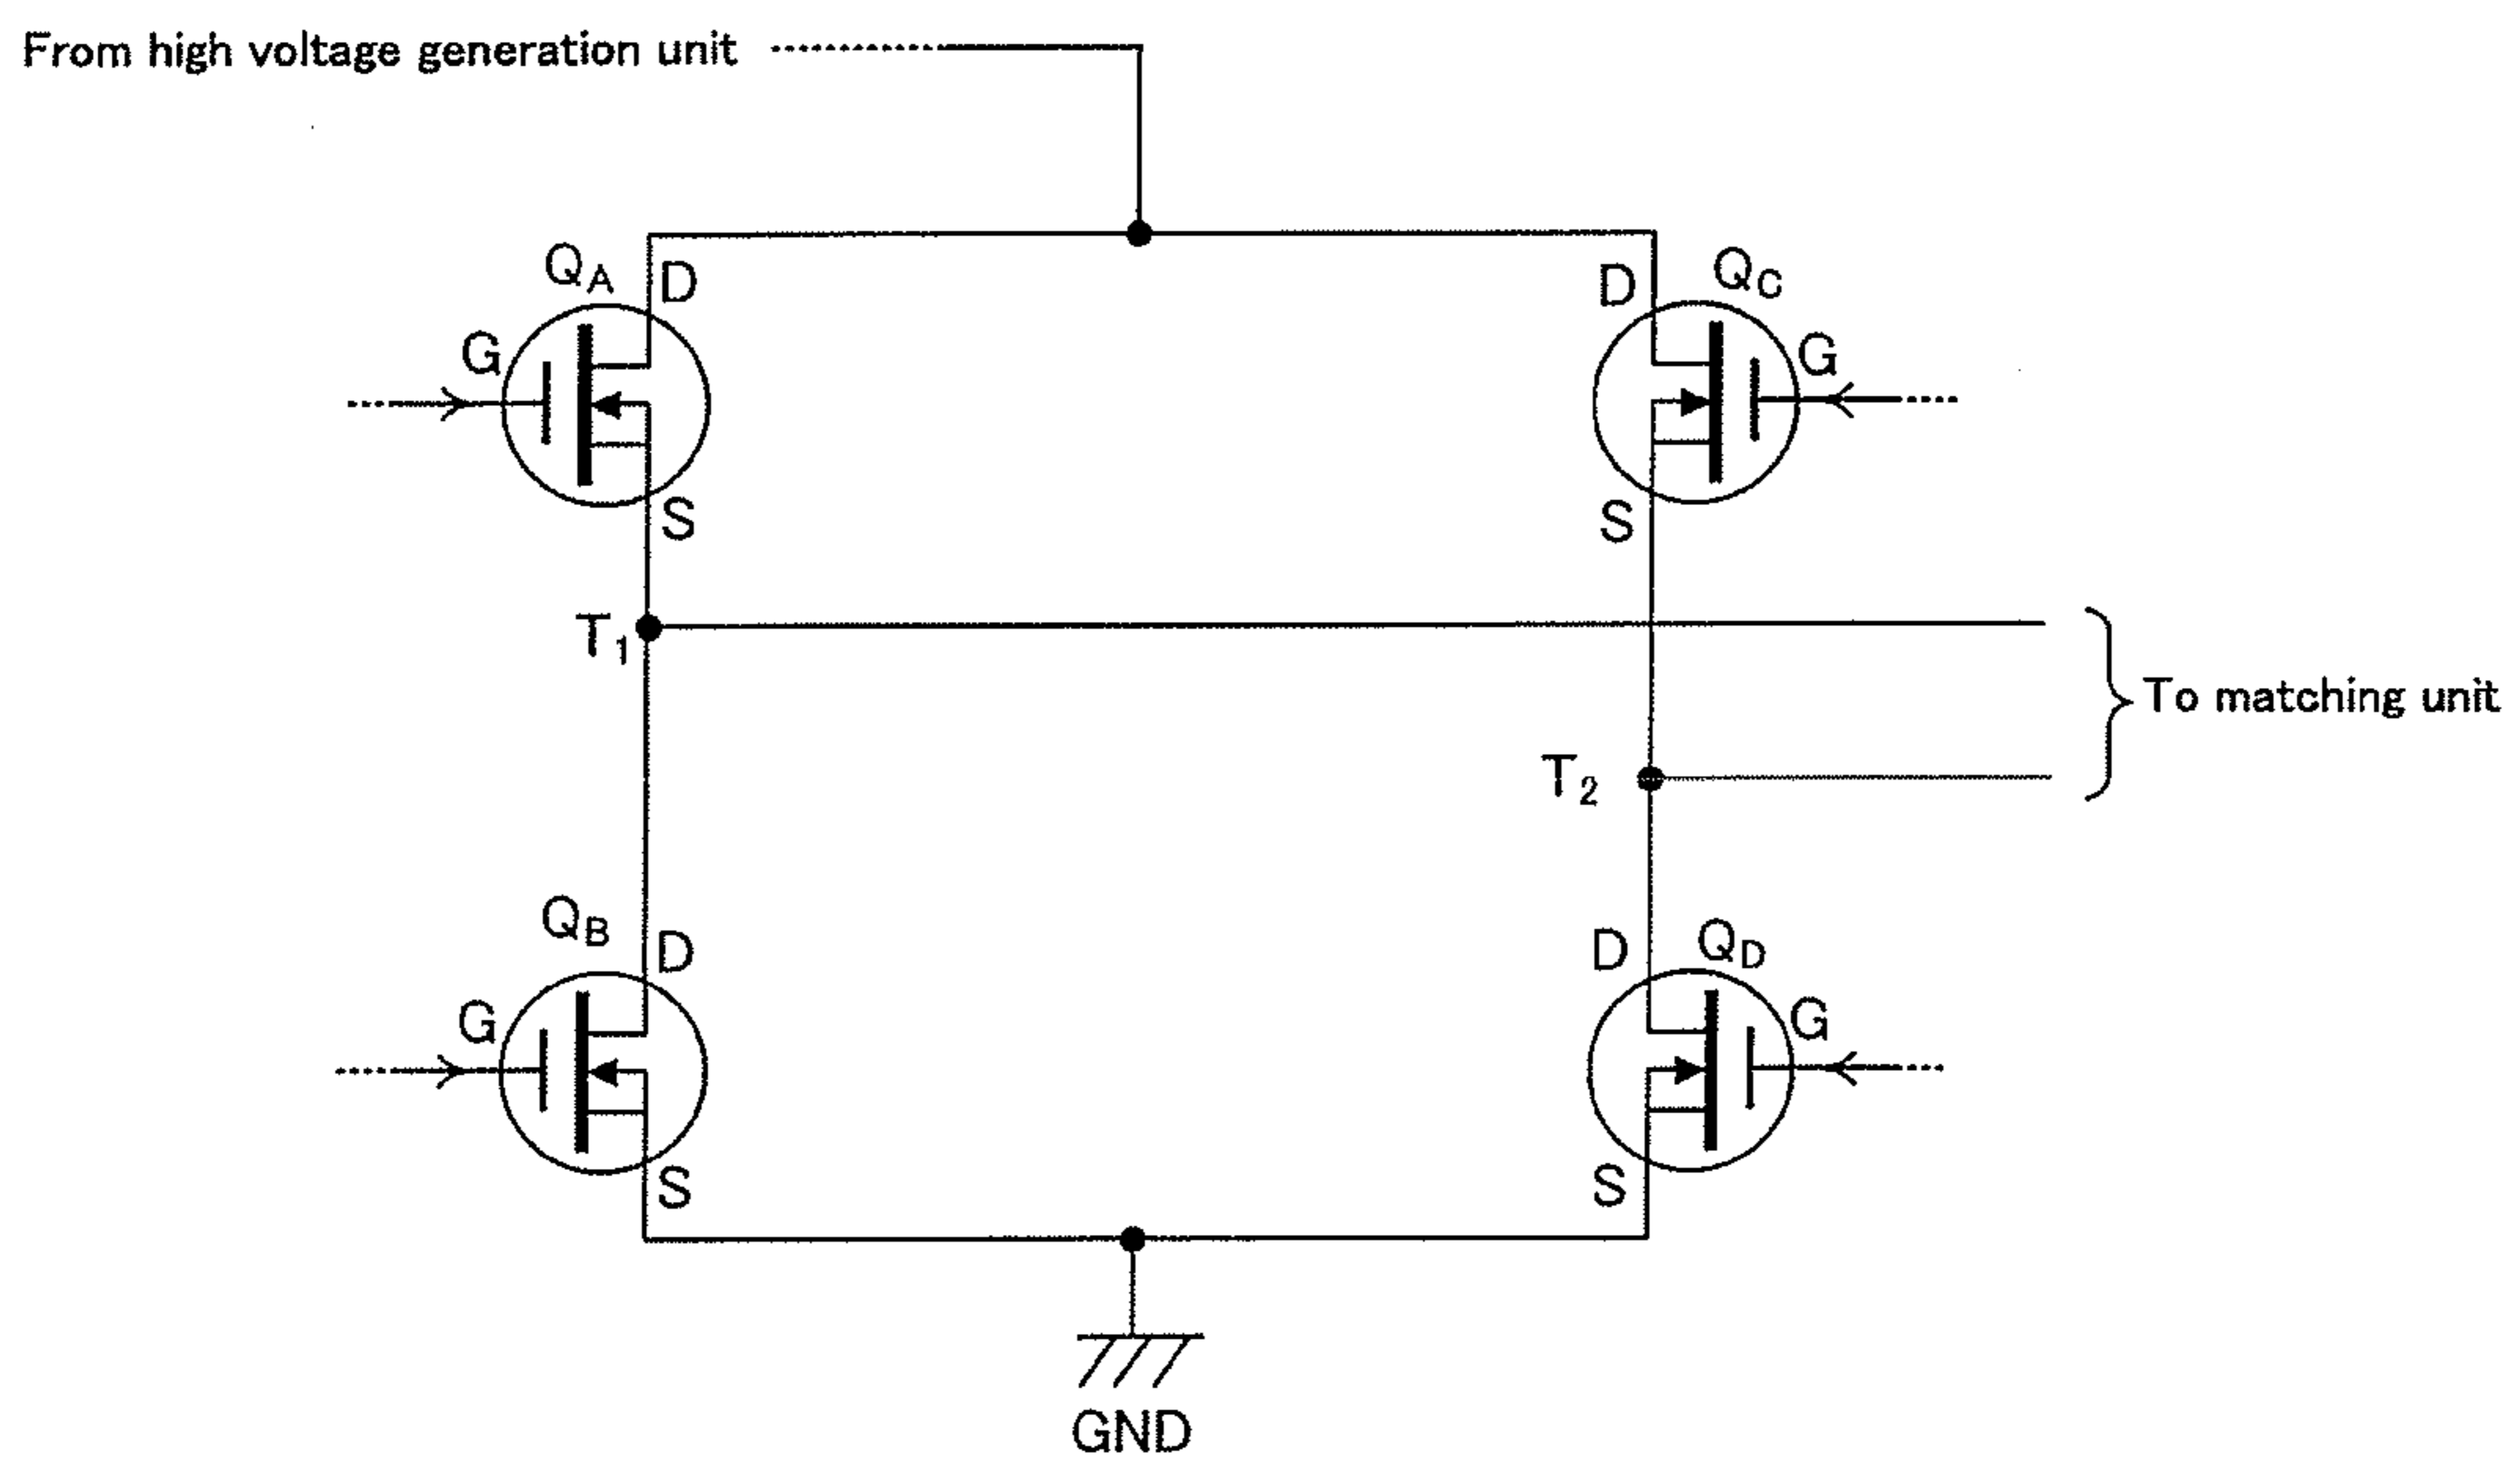 From high voltage generation unit
QA
D
D
QC
G
G
S
S
T1
To matching unit
T2
QB
D
D
QD
G
G
S
S
GND